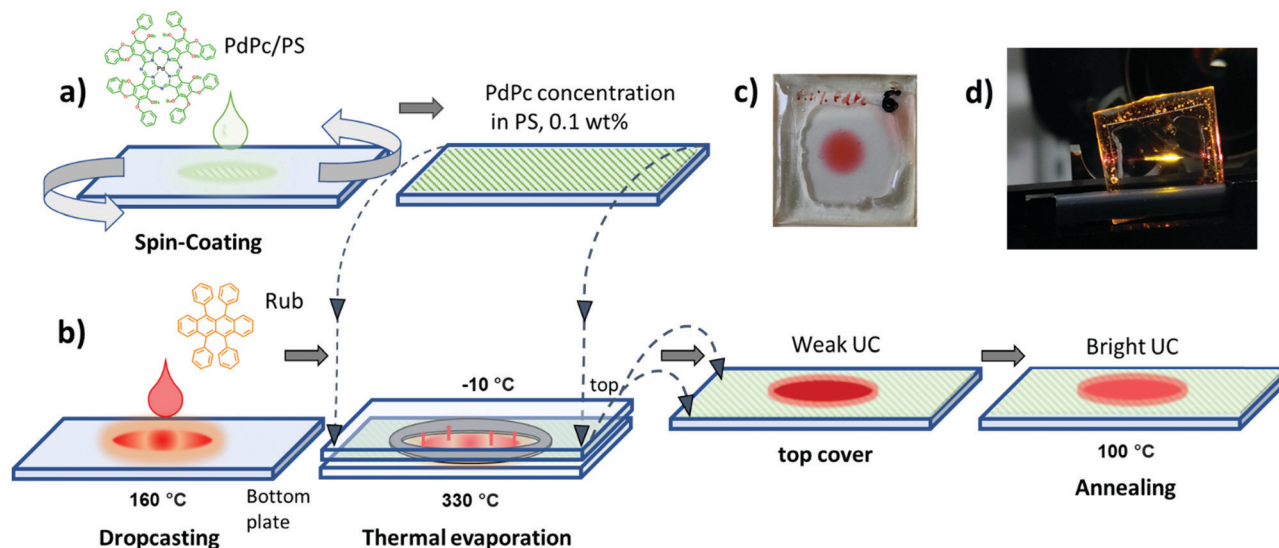 a)
PdPc/PS
Spin-Coating
PdPc concentration
in PS, 0.1 wt%
c)
6
d)
b)
Rub
160 °C
Bottom
plate
Dropcasting
-10 °C
top
330 °C
Thermal evaporation
Weak UC
top cover
Bright UC
100 °C
Annealing